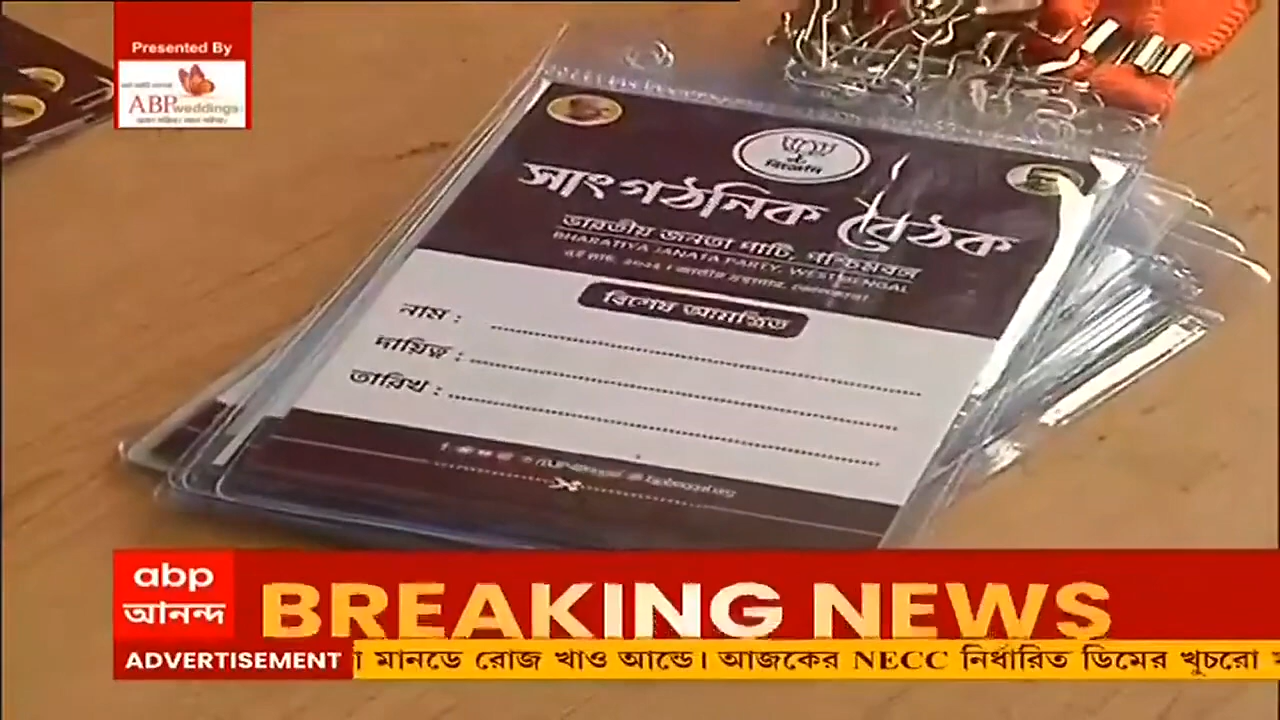 Presented By
ABPweddings
বিজেপি
সাংগঠনিক বৈঠক
ভারতীয় জনতা পার্টি, পশ্চিমবঙ্গ
BHARATIYA JANATA PARTY, WEST BENGAL
বিশেষ আমন্ত্রিত
নাম :
দায়িত্ব :
তারিখ :
abp
আনন্দ
BREAKING NEWS
ADVERTISEMENT
মানডে রোজ খাও আন্ডে। আজকের NECC নির্ধারিত ডিমের খুচরো